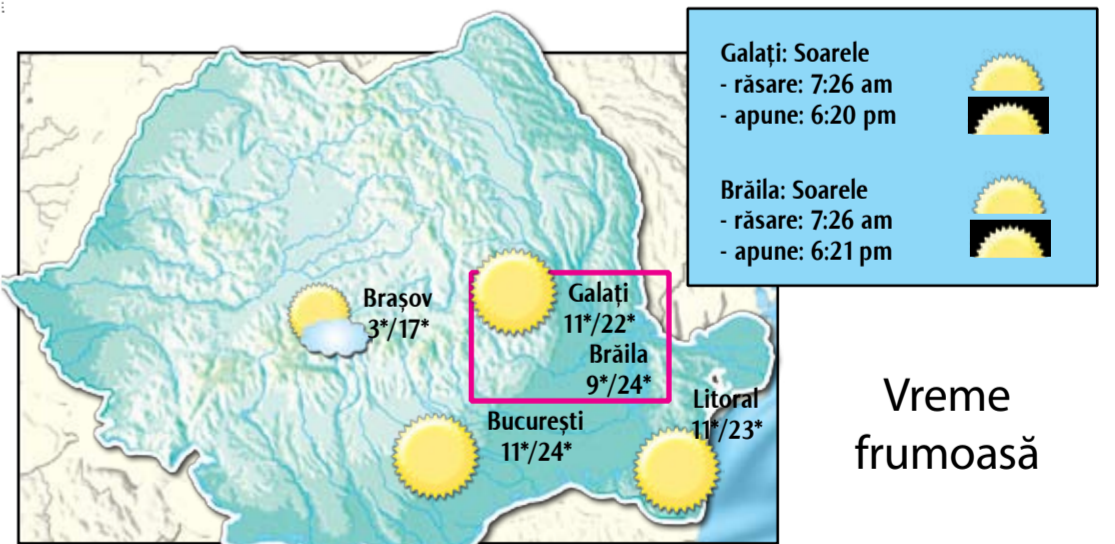 Galați: Soarele
- răsare: 7:26 am
- apune: 6:20 pm
Brăila: Soarele
- răsare: 7:26 am
- apune: 6:21 pm
Brașov
3*/17*
Galați
11*/22*
Brăila
9*/24*
București
11*/24*
Litoral
11*/23*
Vreme
frumoasă